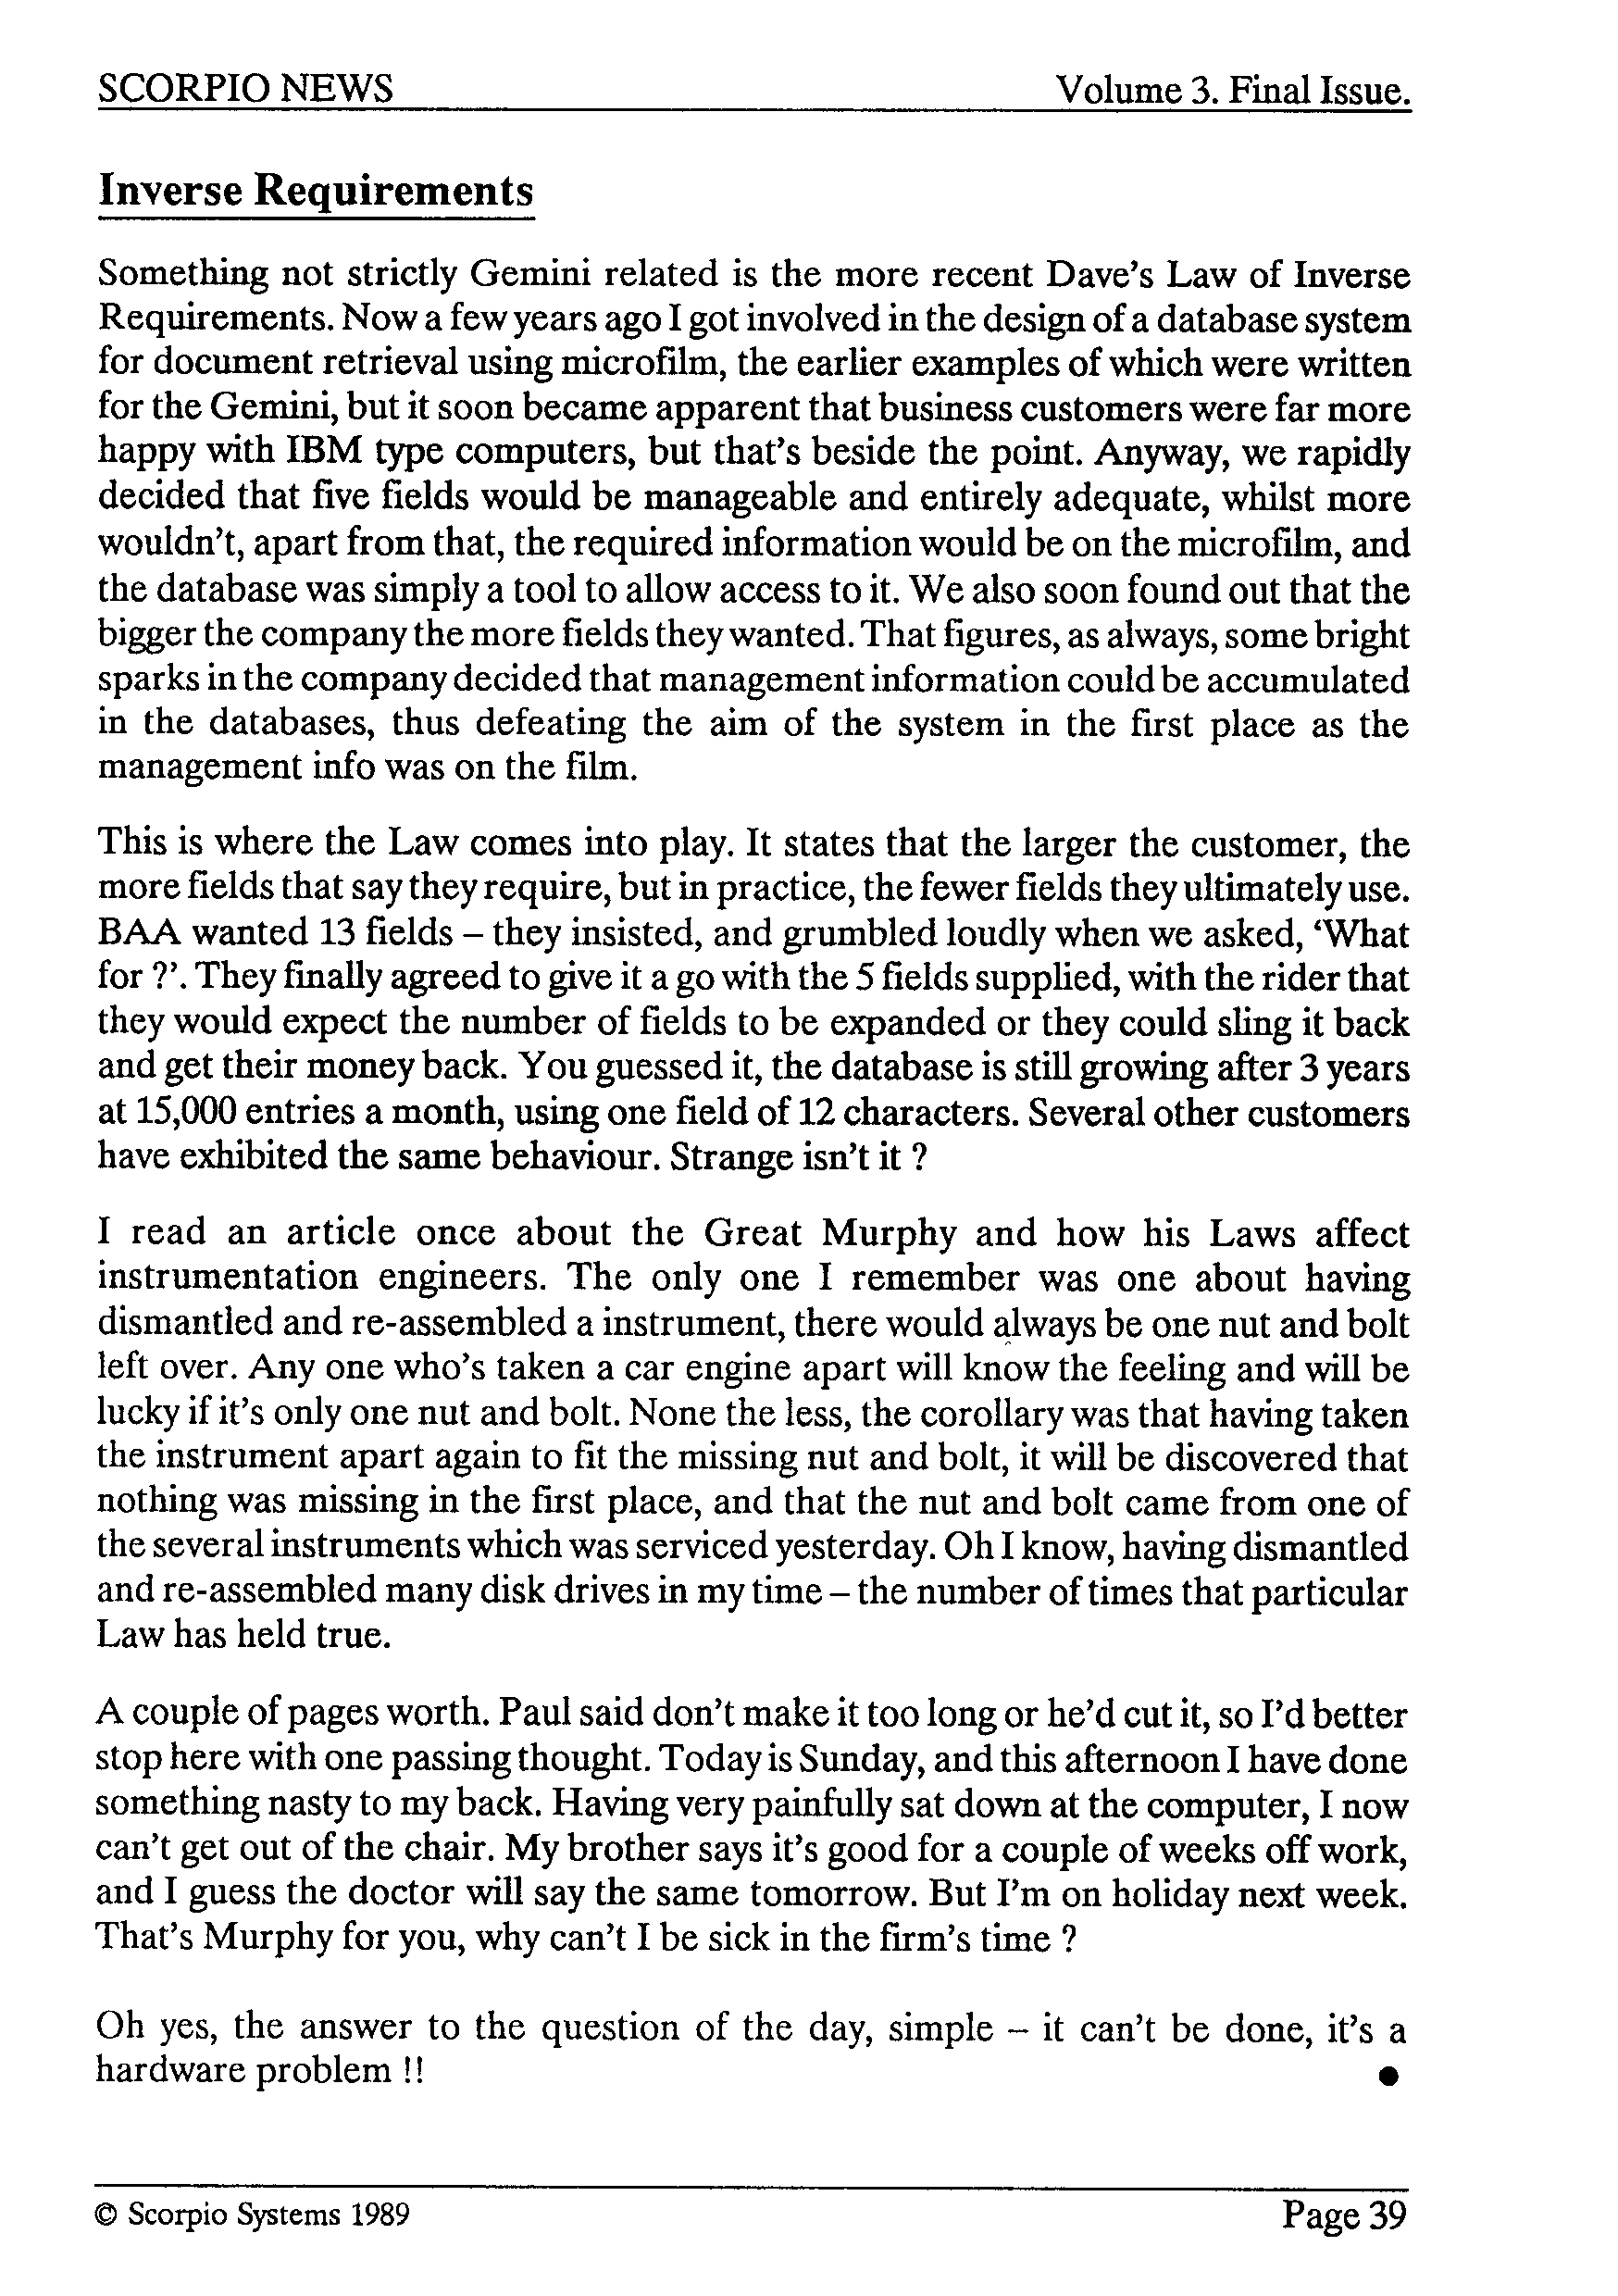 SCORPIO NEWS Volume 3. Final Issue.
Inverse Requirements
Something not strictly Gemini related is the more recent Dave's Law of Inverse
Requirements. Now a few years ago I got involved in the design of a database system
for document retrieval using microfilm, the earlier examples of which were written
for the Gemini, but it soon became apparent that business customers were far more
happy with IBM type computers, but that's beside the point. Anyway, we rapidly
decided that five fields would be manageable and entirely adequate, whilst more
wouldn't, apart from that, the required information would be on the microfilm, and
the database was simply a tool to allow access to it. We also soon found out that the
bigger the company the more fields they wanted. That figures, as always, some bright
sparks in the company decided that management information could be accumulated
in the databases, thus defeating the aim of the system in the first place as the
management info was on the film.
This is where the Law comes into play. It states that the larger the customer, the
more fields that say they require, but in practice, the fewer fields they ultimately use.
BAA wanted 13 fields – they insisted, and grumbled loudly when we asked, 'What
for ?'. They finally agreed to give it a go with the 5 fields supplied, with the rider that
they would expect the number of fields to be expanded or they could sling it back
and get their money back. You guessed it, the database is still growing after 3 years
at 15,000 entries a month, using one field of 12 characters. Several other customers
have exhibited the same behaviour. Strange isn't it ?
I read an article once about the Great Murphy and how his Laws affect
instrumentation engineers. The only one I remember was one about having
dismantled and re-assembled a instrument, there would always be one nut and bolt
left over. Any one who's taken a car engine apart will know the feeling and will be
lucky if it's only one nut and bolt. None the less, the corollary was that having taken
the instrument apart again to fit the missing nut and bolt, it will be discovered that
nothing was missing in the first place, and that the nut and bolt came from one of
the several instruments which was serviced yesterday. Oh I know, having dismantled
and re-assembled many disk drives in my time – the number of times that particular
Law has held true.
A couple of pages worth. Paul said don't make it too long or he'd cut it, so I'd better
stop here with one passing thought. Today is Sunday, and this afternoon I have done
something nasty to my back. Having very painfully sat down at the computer, I now
can't get out of the chair. My brother says it's good for a couple of weeks off work,
and I guess the doctor will say the same tomorrow. But I'm on holiday next week.
That's Murphy for you, why can't I be sick in the firm's time ?
Oh yes, the answer to the question of the day, simple – it can't be done, it's a
hardware problem !! ●
© Scorpio Systems 1989 Page 39